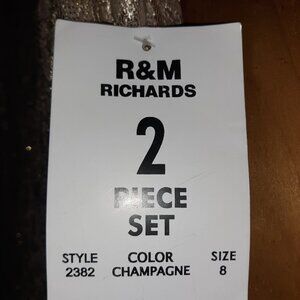 R&M
RICHARDS
2
PIECE
SET
STYLE COLOR SIZE
2382 CHAMPAGNE 8